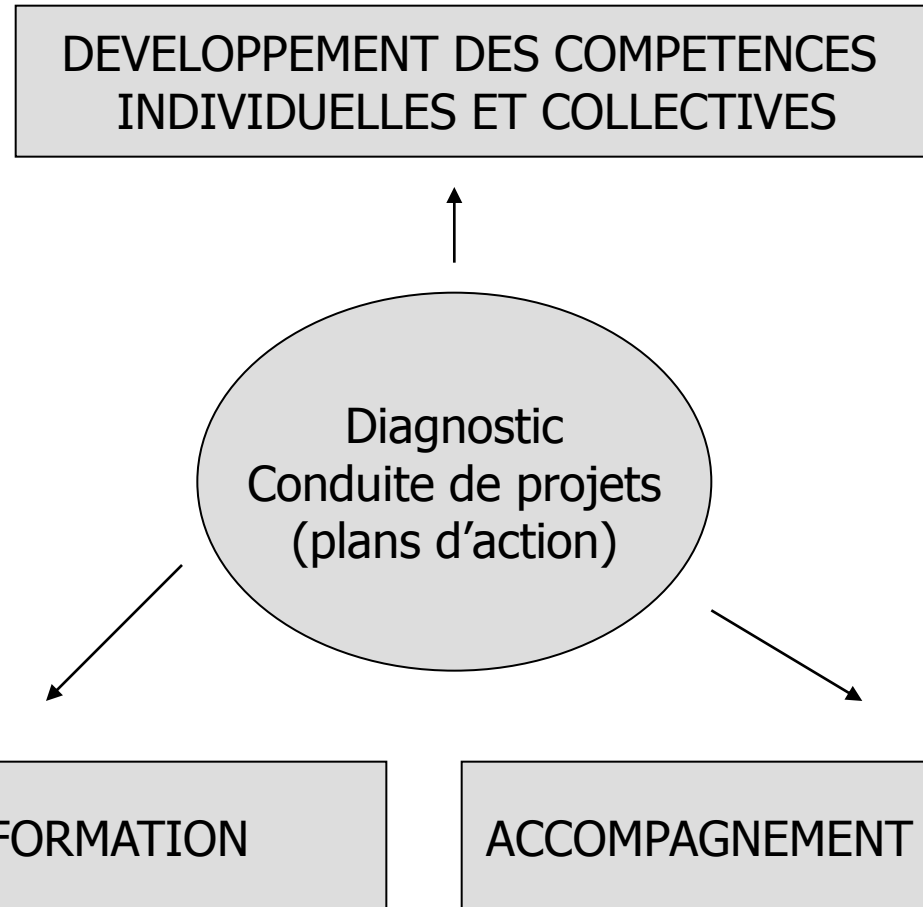 DEVELOPPEMENT DES COMPETENCES
INDIVIDUELLES ET COLLECTIVES
Diagnostic
Conduite de projets
(plans d’action)
FORMATION
ACCOMPAGNEMENT